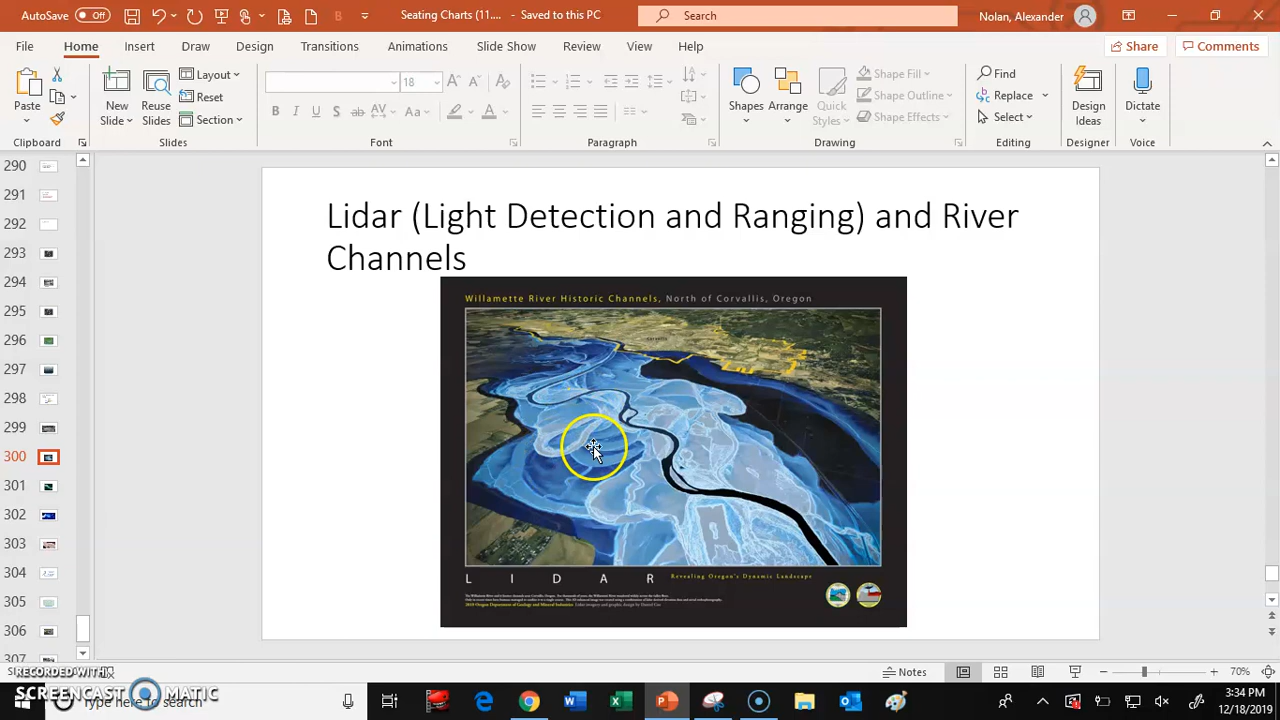 AutoSave Off Seating Charts (11.... - Saved to this PC Search Nolan, Alexander
File Home Insert Draw Design Transitions Animations Slide Show Review View Help Share Comments
Paste New Slide Reuse Slides Layout Reset Section
18
B I U S ab AV Aa A
Shapes Arrange Quick Styles Shape Fill Shape Outline Shape Effects
Find Replace Select
Design Ideas Dictate
Clipboard Slides Font Paragraph Drawing Editing Designer Voice
290
291
292
293
294
295
296
297
298
299
300
301
302
303
304
305
306
307
Lidar (Light Detection and Ranging) and River
Channels
Willamette River Historic Channels, North of Corvallis, Oregon
L I D A R Revealing Oregon's Dynamic Landscape
Notes 70%
RECORDED WITH
SCREENCAST MATIC
Type here to search
3:34 PM
12/18/2019